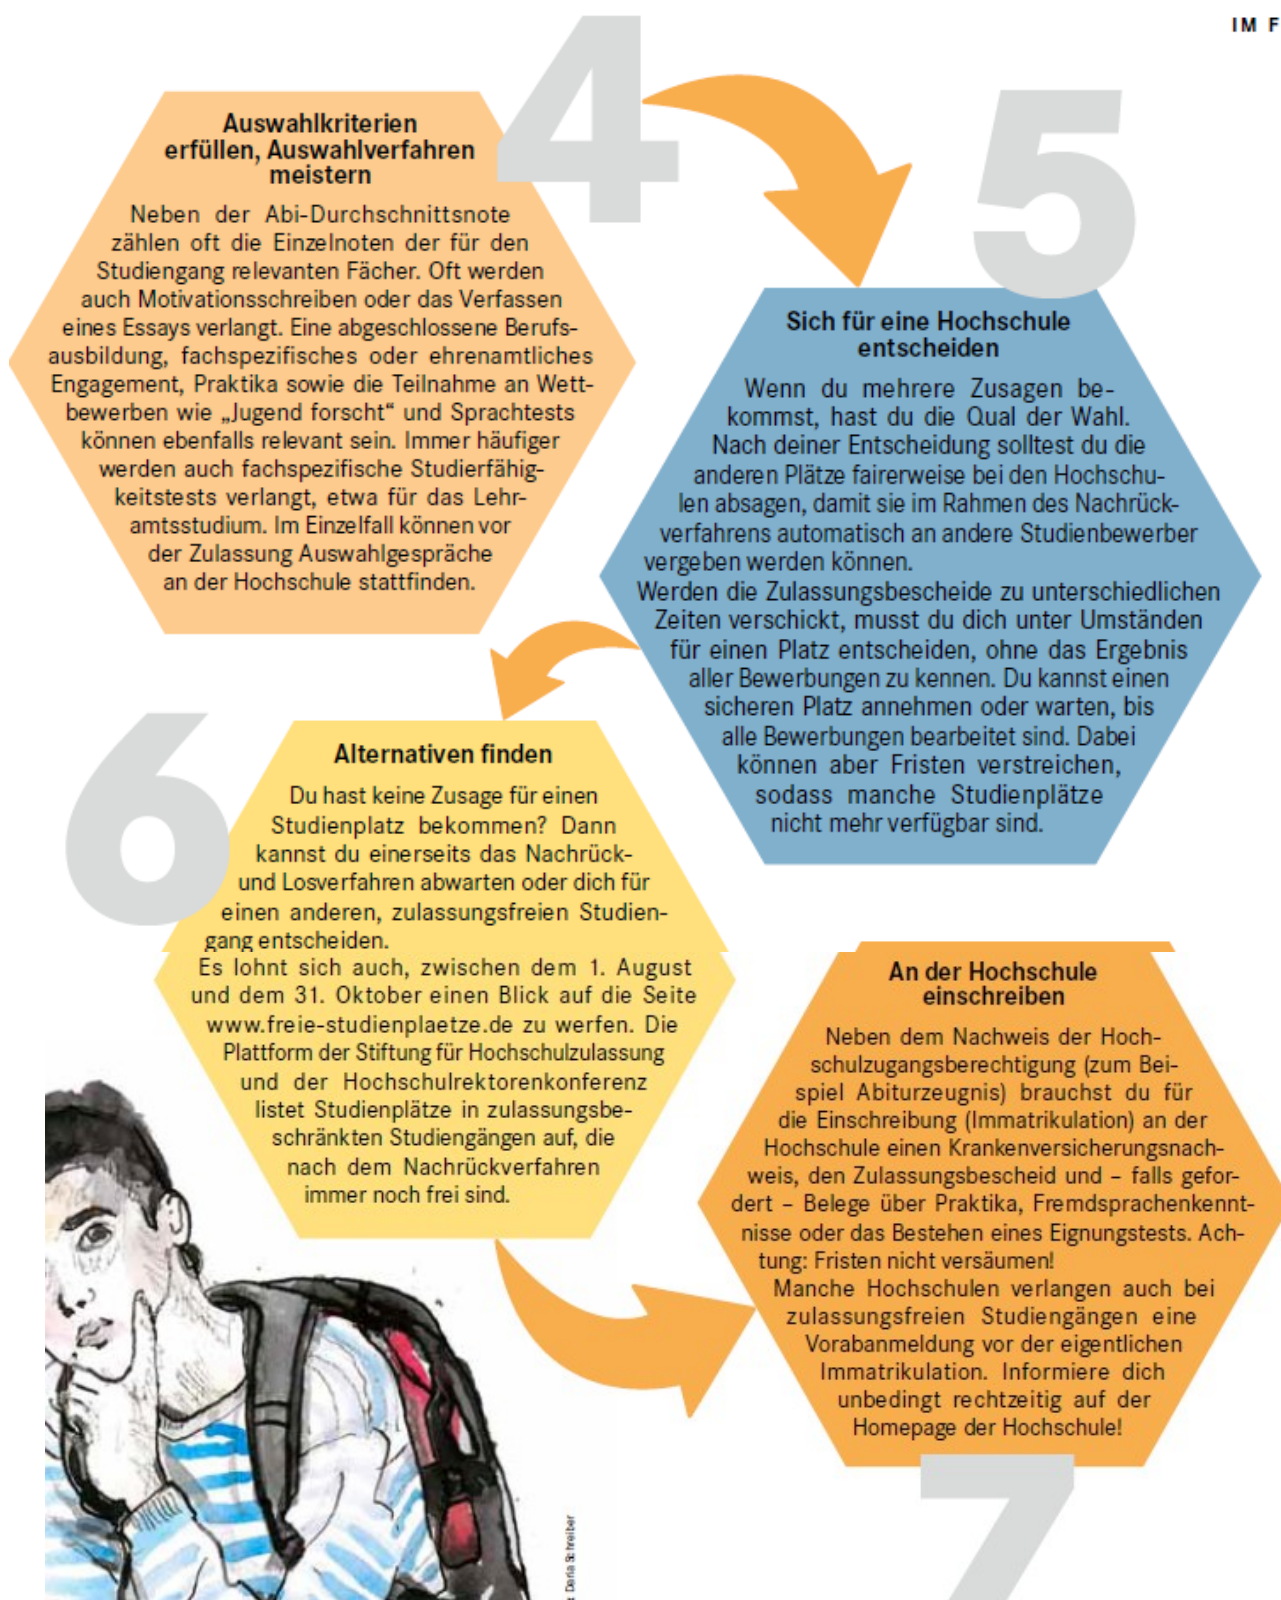 IM F
4
Auswahlkriterien
erfüllen, Auswahlverfahren
meistern
Neben der Abi-Durchschnittsnote
zählen oft die Einzelnoten der für den
Studiengang relevanten Fächer. Oft werden
auch Motivationsschreiben oder das Verfassen
eines Essays verlangt. Eine abgeschlossene Berufs-
ausbildung, fachspezifisches oder ehrenamtliches
Engagement, Praktika sowie die Teilnahme an Wett-
bewerben wie „Jugend forscht“ und Sprachtests
können ebenfalls relevant sein. Immer häufiger
werden auch fachspezifische Studierfähig-
keitstests verlangt, etwa für das Lehr-
amtsstudium. Im Einzelfall können vor
der Zulassung Auswahlgespräche
an der Hochschule stattfinden.
5
Sich für eine Hochschule
entscheiden
Wenn du mehrere Zusagen be-
kommst, hast du die Qual der Wahl.
Nach deiner Entscheidung solltest du die
anderen Plätze fairerweise bei den Hochschu-
len absagen, damit sie im Rahmen des Nachrück-
verfahrens automatisch an andere Studienbewerber
vergeben werden können.
Werden die Zulassungsbescheide zu unterschiedlichen
Zeiten verschickt, musst du dich unter Umständen
für einen Platz entscheiden, ohne das Ergebnis
aller Bewerbungen zu kennen. Du kannst einen
sicheren Platz annehmen oder warten, bis
alle Bewerbungen bearbeitet sind. Dabei
können aber Fristen verstreichen,
sodass manche Studienplätze
nicht mehr verfügbar sind.
6
Alternativen finden
Du hast keine Zusage für einen
Studienplatz bekommen? Dann
kannst du einerseits das Nachrück-
und Losverfahren abwarten oder dich für
einen anderen, zulassungsfreien Studien-
gang entscheiden.
Es lohnt sich auch, zwischen dem 1. August
und dem 31. Oktober einen Blick auf die Seite
www.freie-studienplaetze.de zu werfen. Die
Plattform der Stiftung für Hochschulzulassung
und der Hochschulrektorenkonferenz
listet Studienplätze in zulassungsbe-
schränkten Studiengängen auf, die
nach dem Nachrückverfahren
immer noch frei sind.
An der Hochschule
einschreiben
Neben dem Nachweis der Hoch-
schulzugangsberechtigung (zum Bei-
spiel Abiturzeugnis) brauchst du für
die Einschreibung (Immatrikulation) an der
Hochschule einen Krankenversicherungsnach-
weis, den Zulassungsbescheid und – falls gefor-
dert – Belege über Praktika, Fremdsprachenkennt-
nisse oder das Bestehen eines Eignungstests. Ach-
tung: Fristen nicht versäumen!
Manche Hochschulen verlangen auch bei
zulassungsfreien Studiengängen eine
Vorabanmeldung vor der eigentlichen
Immatrikulation. Informiere dich
unbedingt rechtzeitig auf der
Homepage der Hochschule!
7
: Daria Schreiber